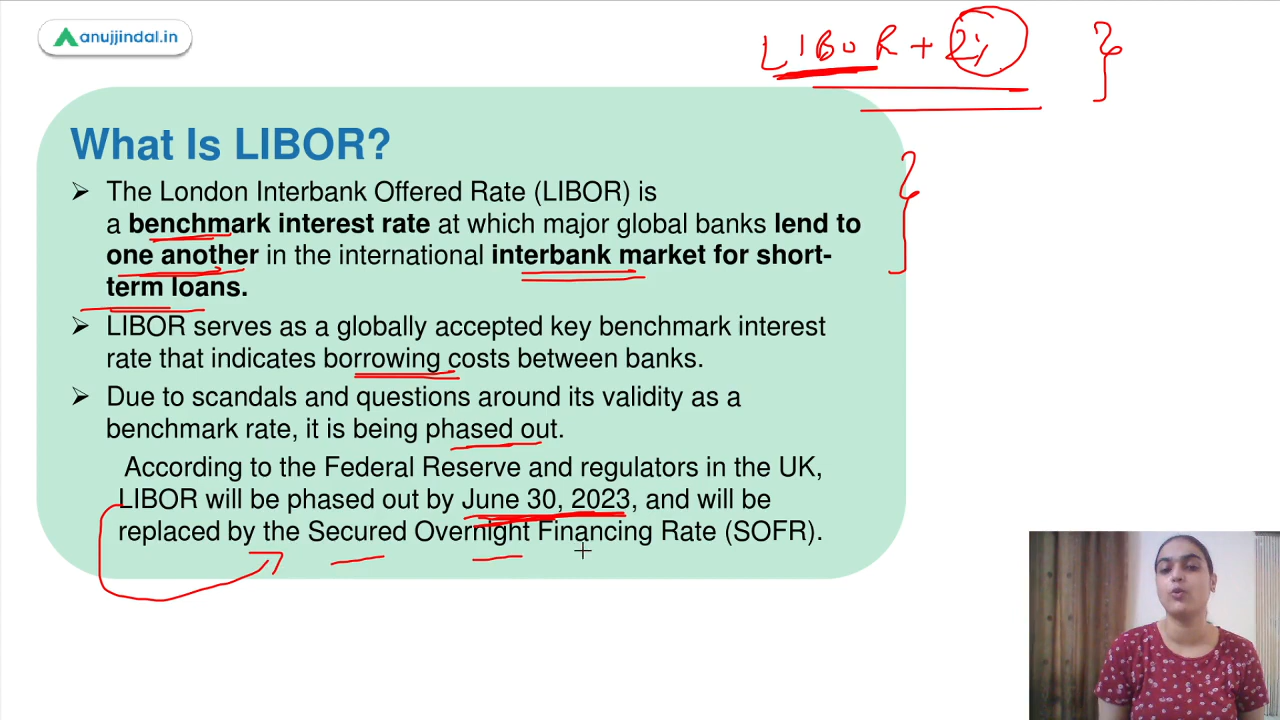 anujjindal.in
LIBOR + 2%
What Is LIBOR?
➢ The London Interbank Offered Rate (LIBOR) is
a benchmark interest rate at which major global banks lend to
one another in the international interbank market for short-
term loans.
➢ LIBOR serves as a globally accepted key benchmark interest
rate that indicates borrowing costs between banks.
➢ Due to scandals and questions around its validity as a
benchmark rate, it is being phased out.
According to the Federal Reserve and regulators in the UK,
LIBOR will be phased out by June 30, 2023, and will be
replaced by the Secured Overnight Financing Rate (SOFR).